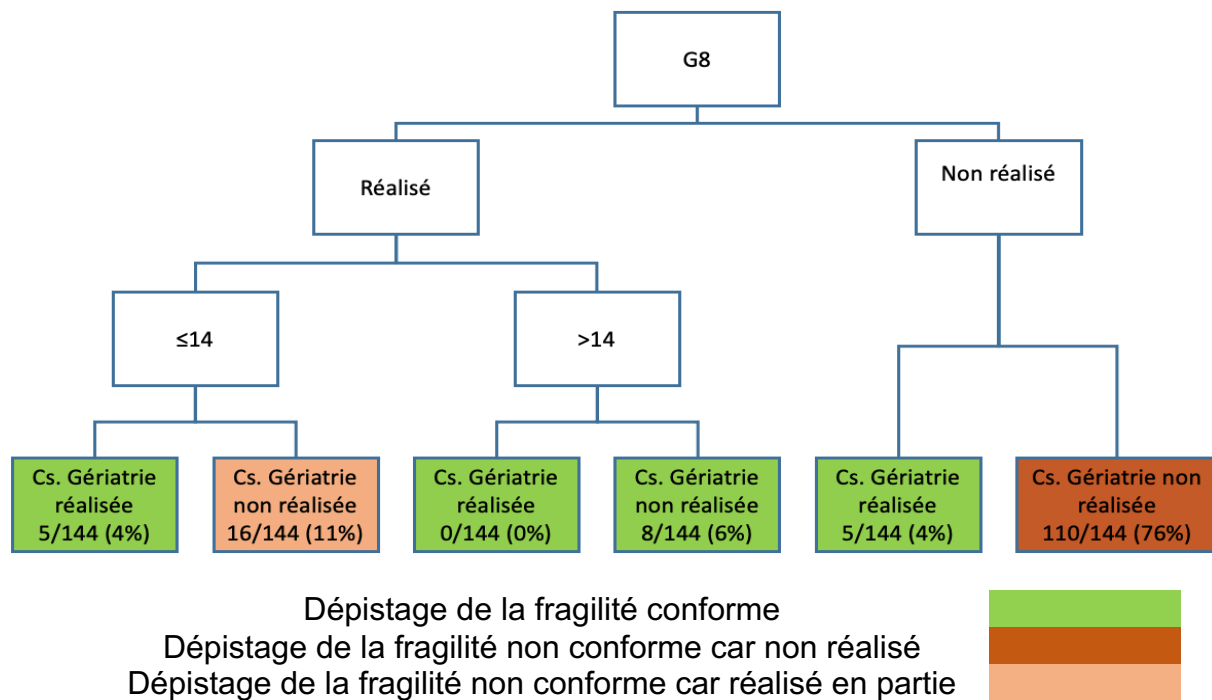 G8
Réalisé
Non réalisé
≤14
>14
Cs. Gériatrie
réalisée
5/144 (4%)
Cs. Gériatrie
non réalisée
16/144 (11%)
Cs. Gériatrie
réalisée
0/144 (0%)
Cs. Gériatrie
non réalisée
8/144 (6%)
Cs. Gériatrie
réalisée
5/144 (4%)
Cs. Gériatrie non
réalisée
110/144 (76%)
Dépistage de la fragilité conforme
Dépistage de la fragilité non conforme car non réalisé
Dépistage de la fragilité non conforme car réalisé en partie